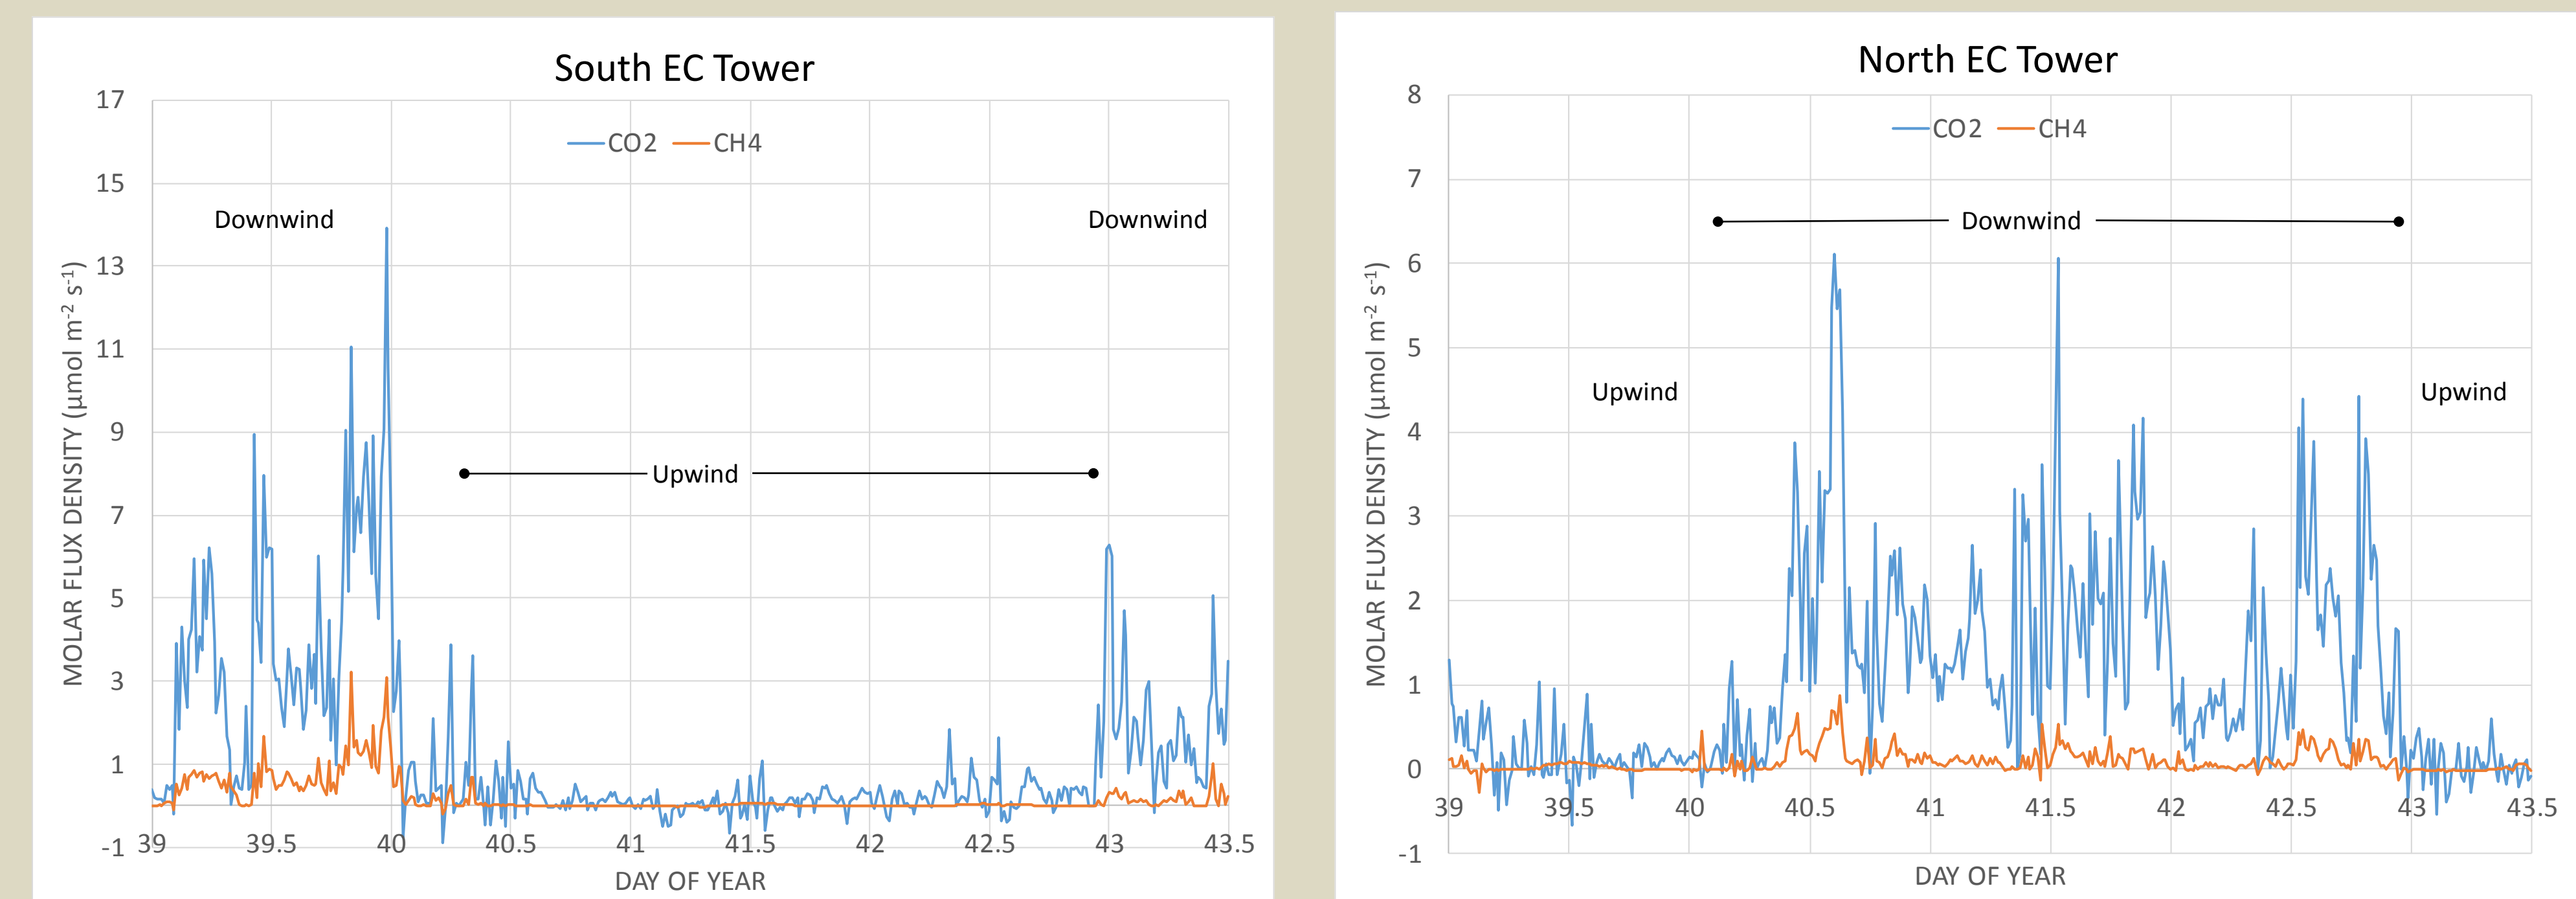 South EC Tower
17
CO2 CH4
15
Downwind
Downwind
13
11
9
Upwind
7
5
3
1
-1
39 39.5 40 40.5 41 41.5 42 42.5 43 43.5
MOLAR FLUX DENSITY (µmol m-2 s-1)
DAY OF YEAR
North EC Tower
8
CO2 CH4
7
Downwind
6
5
Upwind
Upwind
4
3
2
1
0
39 39.5 40 40.5 41 41.5 42 42.5 43 43.5
-1
MOLAR FLUX DENSITY (µmol m-2 s-1)
DAY OF YEAR